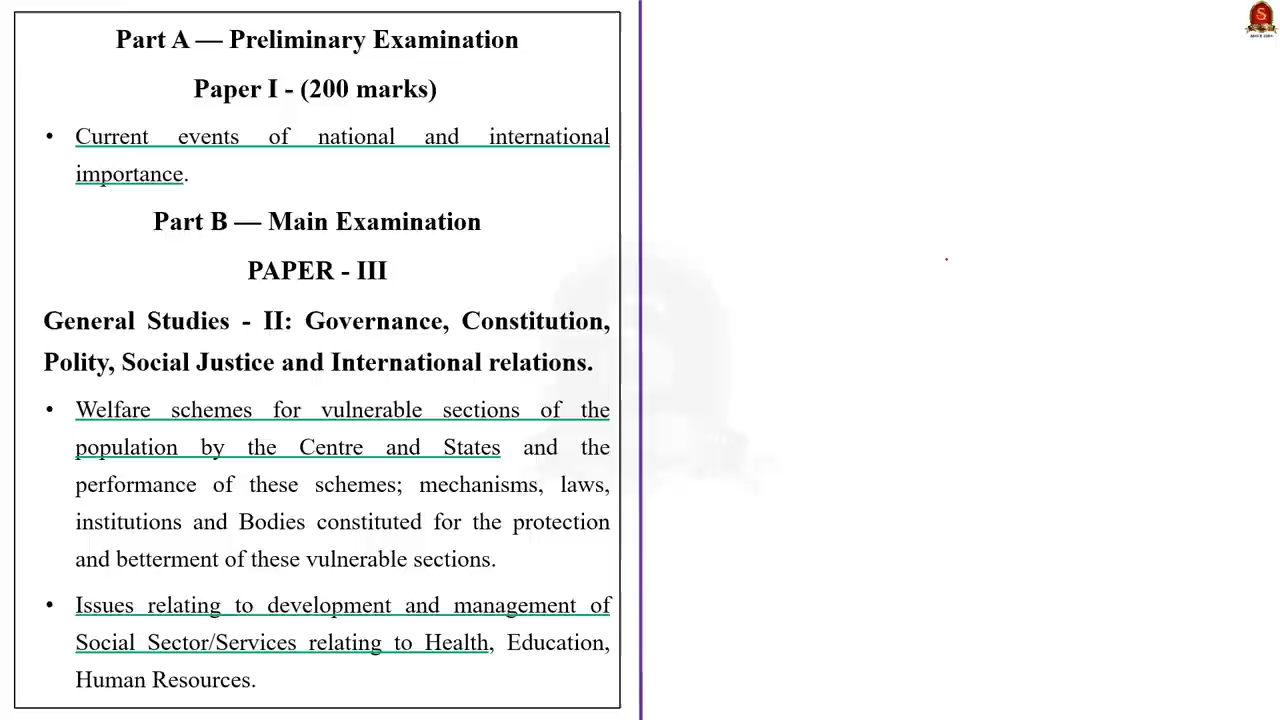 Part A — Preliminary Examination
Paper I - (200 marks)
• Current events of national and international
importance.
Part B — Main Examination
PAPER - III
General Studies - II: Governance, Constitution,
Polity, Social Justice and International relations.
• Welfare schemes for vulnerable sections of the
population by the Centre and States and the
performance of these schemes; mechanisms, laws,
institutions and Bodies constituted for the protection
and betterment of these vulnerable sections.
• Issues relating to development and management of
Social Sector/Services relating to Health, Education,
Human Resources.